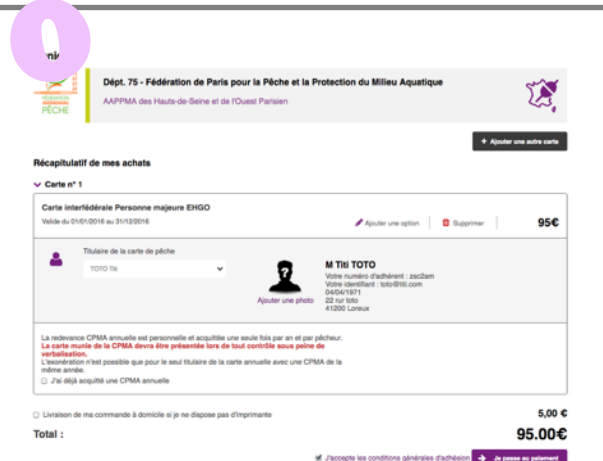 Dépt. 75 - Fédération de Paris pour la Pêche et la Protection du Milieu Aquatique
AAPPMA des Hauts-de-Seine et de l'Ouest Parisien
PÊCHE
+ Ajouter une autre carte
Récapitulatif de mes achats
Carte n° 1
Carte interfédérale Personne majeure EHGO
Valide du 01/01/2016 au 31/12/2016
Ajouter une option
Supprimer
95€
Titulaire de la carte de pêche
TOTO Titi
?
Ajouter une photo
M Titi TOTO
Votre numéro d'adhérent : zsc2am
Votre identifiant : toto@titi.com
04/04/1971
22 rur toto
41200 Loreux
La redevance CPMA annuelle est personnelle et acquittée une seule fois par an et par pêcheur.
La carte munie de la CPMA devra être présentée lors de tout contrôle sous peine de
verbalisation.
L'exonération n'est possible que pour le seul titulaire de la carte annuelle avec une CPMA de la
même année.
J'ai déjà acquitté une CPMA annuelle
Livraison de ma commande à domicile si je ne dispose pas d'imprimante
5,00 €
Total :
95.00€
J'accepte les conditions générales d'adhésion
Je passe au paiement